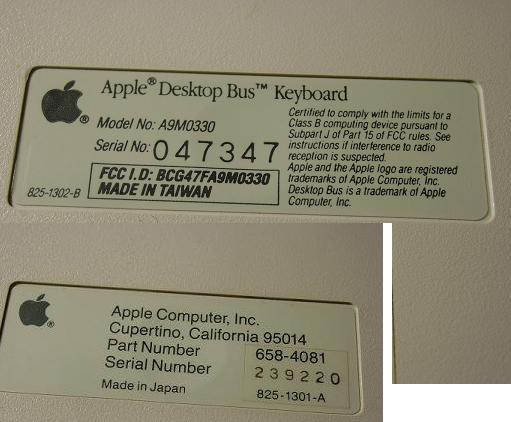 Apple® Desktop Bus™ Keyboard
Model No: A9M0330
Serial No: 047347
FCC I.D: BCG47FA9M0330
MADE IN TAIWAN
825-1302-B
Certified to comply with the limits for a
Class B computing device pursuant to
Subpart J of Part 15 of FCC rules. See
instructions if interference to radio
reception is suspected.
Apple and the Apple logo are registered
trademarks of Apple Computer, Inc.
Desktop Bus is a trademark of Apple
Computer, Inc.
Apple Computer, Inc.
Cupertino, California 95014
Part Number 658-4081
Serial Number 239220
Made in Japan 825-1301-A